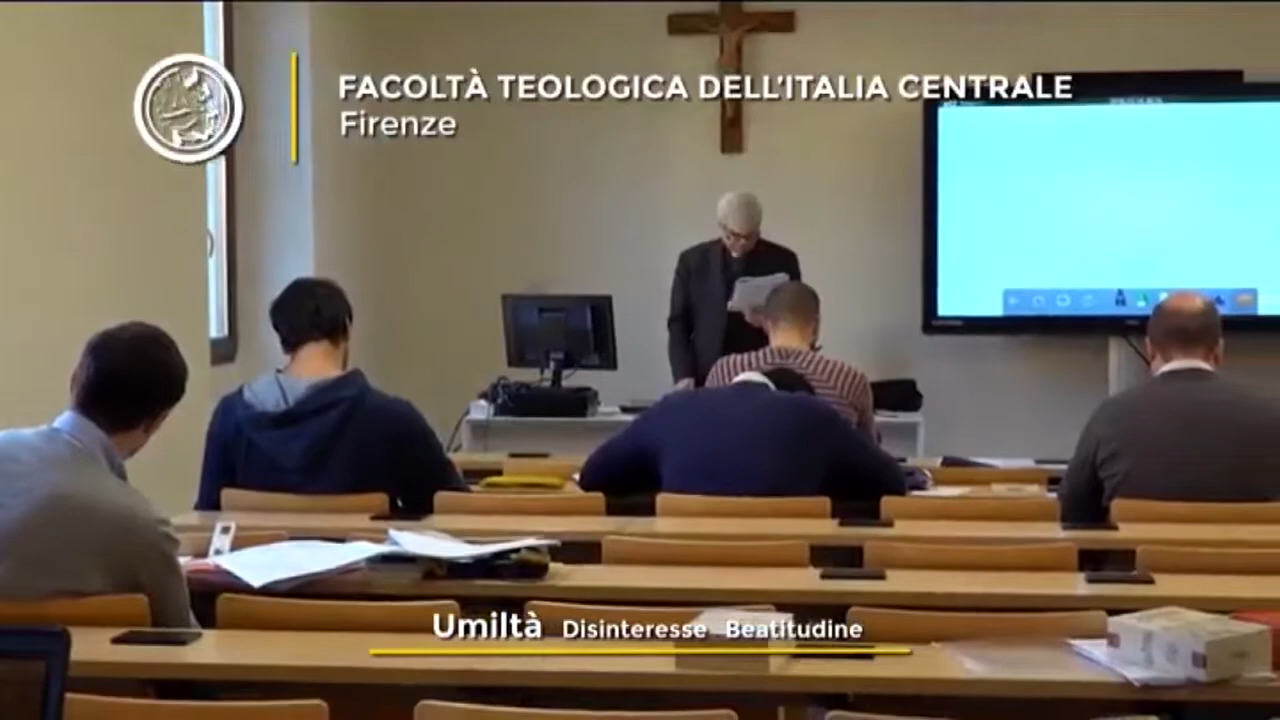 FACOLTÀ TEOLOGICA DELL'ITALIA CENTRALE
Firenze
Umiltà Disinteresse Beatitudine